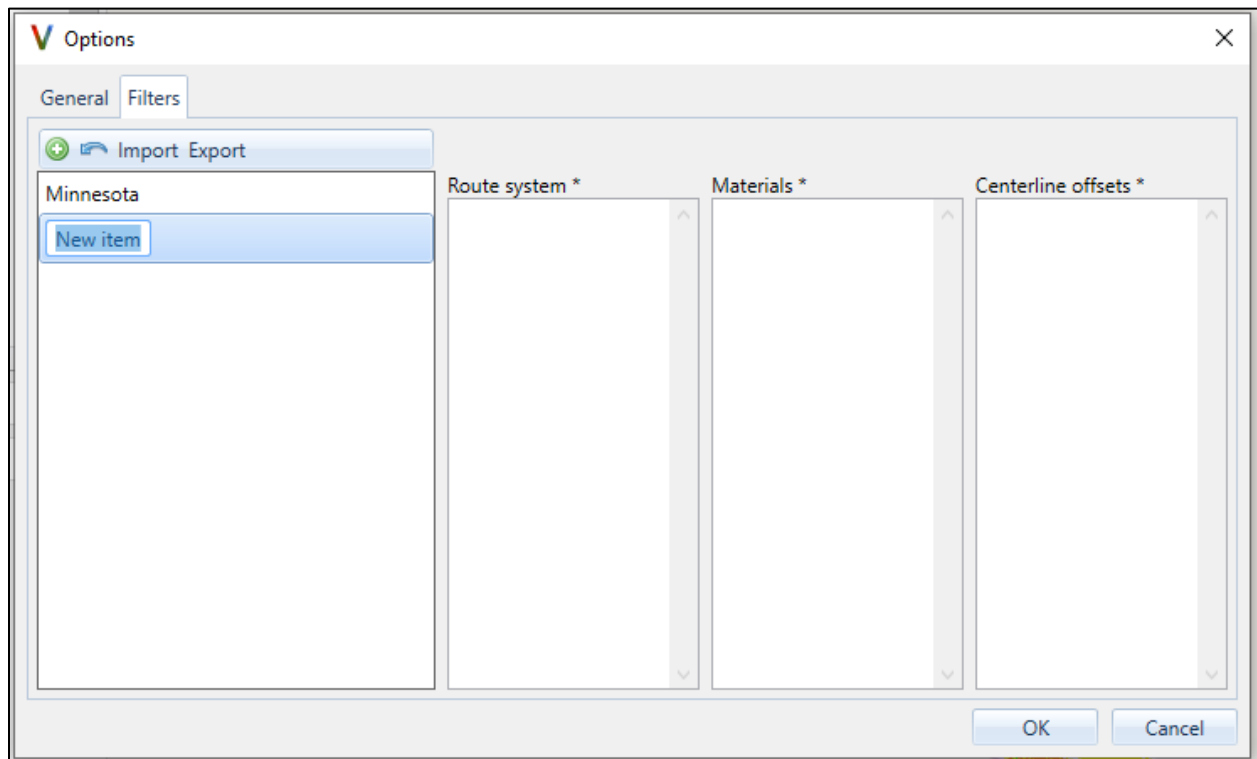 Options
General Filters
Import Export
Minnesota
New item
Route system *
Materials *
Centerline offsets *
OK
Cancel